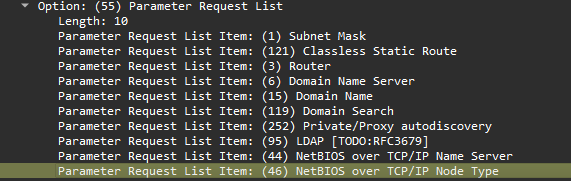 Option: (55) Parameter Request List
Length: 10
Parameter Request List Item: (1) Subnet Mask
Parameter Request List Item: (121) Classless Static Route
Parameter Request List Item: (3) Router
Parameter Request List Item: (6) Domain Name Server
Parameter Request List Item: (15) Domain Name
Parameter Request List Item: (119) Domain Search
Parameter Request List Item: (252) Private/Proxy autodiscovery
Parameter Request List Item: (95) LDAP [TODO:RFC3679]
Parameter Request List Item: (44) NetBIOS over TCP/IP Name Server
Parameter Request List Item: (46) NetBIOS over TCP/IP Node Type